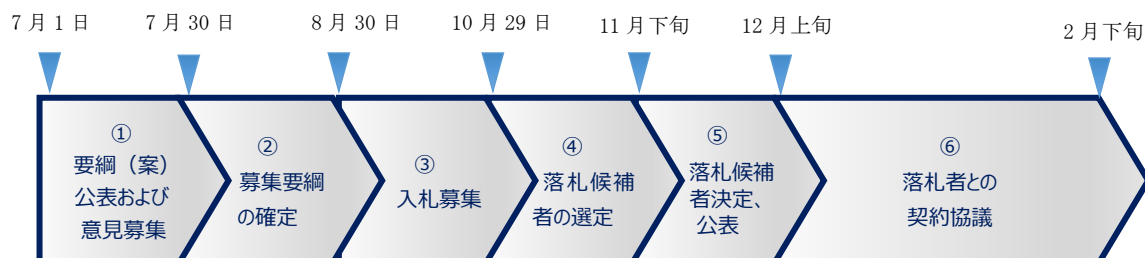 7月1日
7月30日
8月30日
10月29日
11月下旬
12月上旬
2月下旬
①
要綱（案）
公表および
意見募集
②
募集要綱
の確定
③
入札募集
④
落札候補
者の選定
⑤
落札候補
者決定、
公表
⑥
落札者との
契約協議